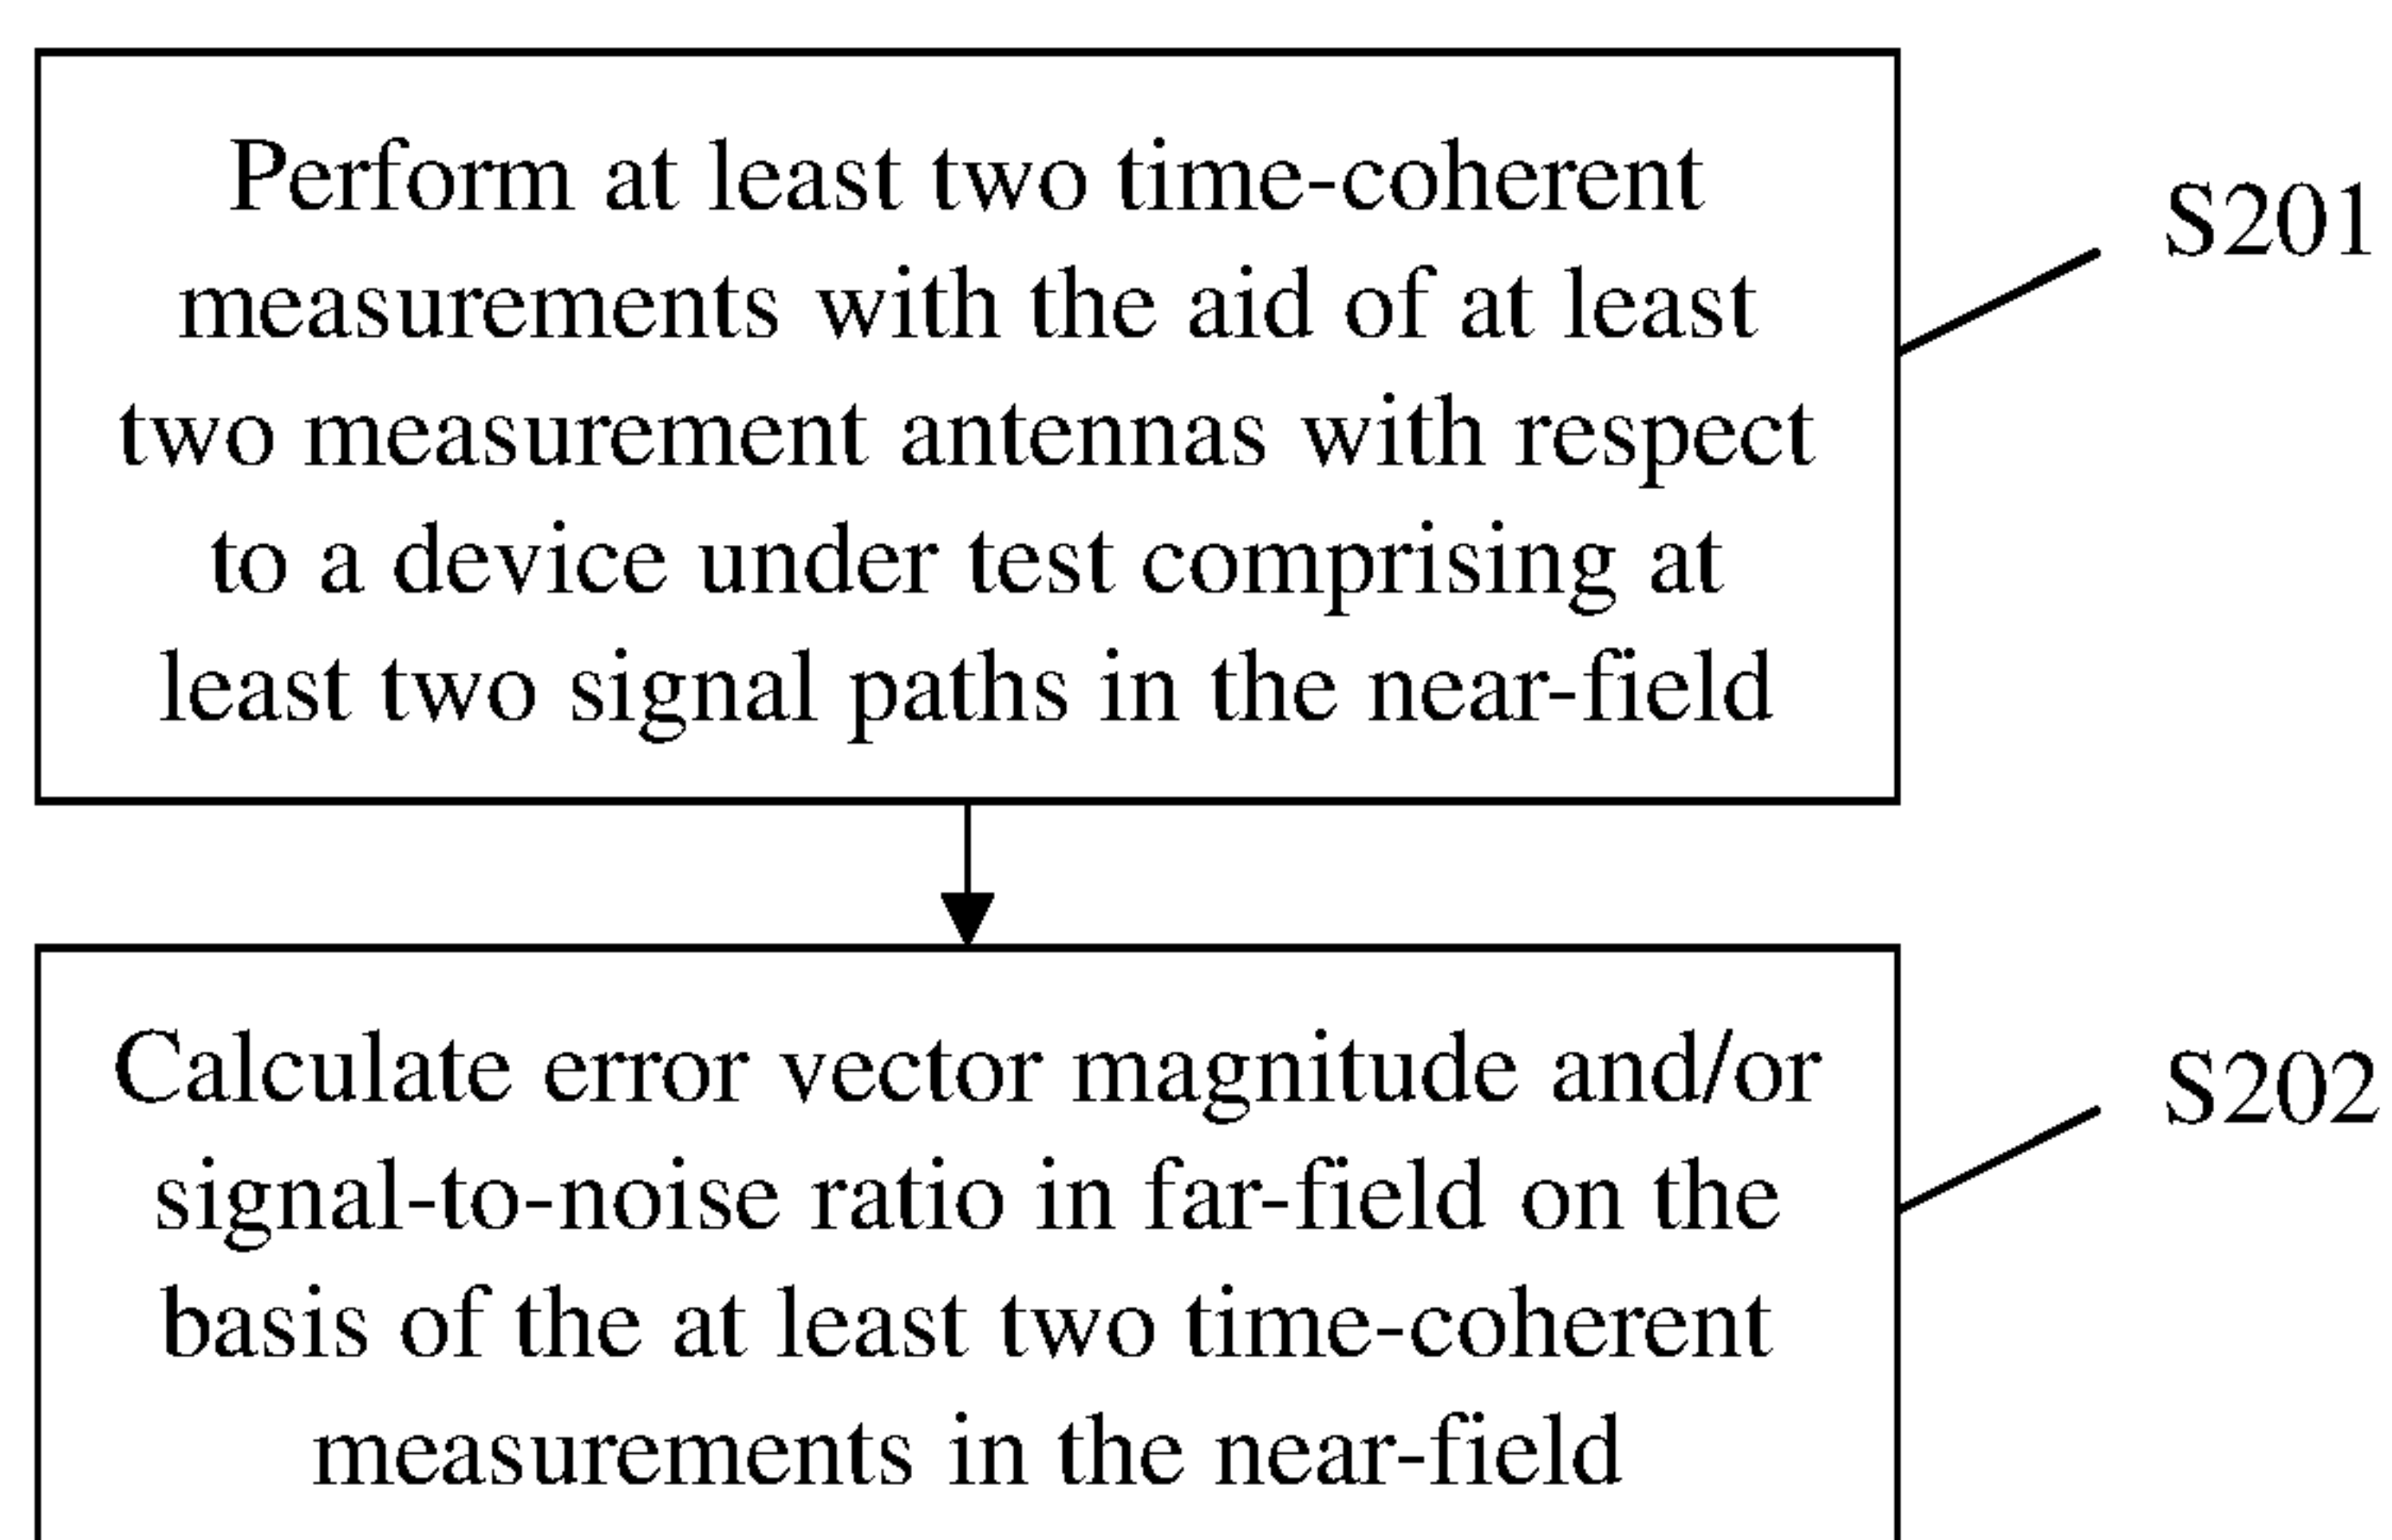 Perform at least two time-coherent
measurements with the aid of at least
two measurement antennas with respect
to a device under test comprising at
least two signal paths in the near-field
S201
Calculate error vector magnitude and/or
signal-to-noise ratio in far-field on the
basis of the at least two time-coherent
measurements in the near-field
S202